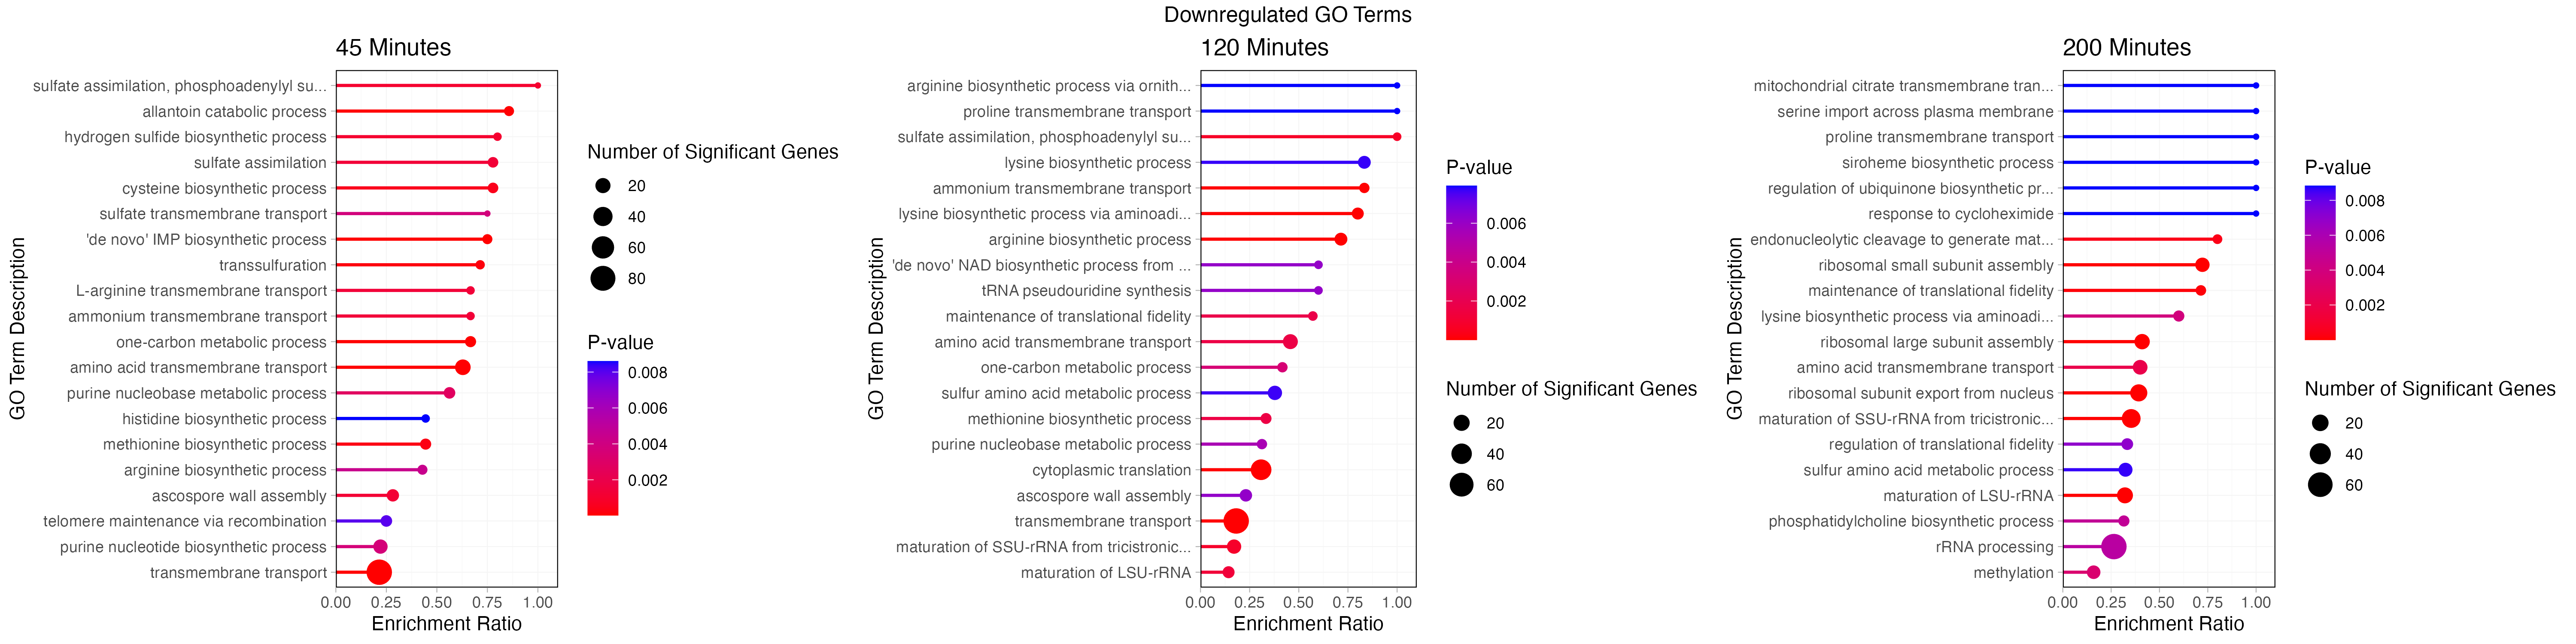 Downregulated GO Terms
45 Minutes
GO Term Description
sulfate assimilation, phosphoadenylyl su...
allantoin catabolic process
hydrogen sulfide biosynthetic process
sulfate assimilation
cysteine biosynthetic process
sulfate transmembrane transport
'de novo' IMP biosynthetic process
transsulfuration
L-arginine transmembrane transport
ammonium transmembrane transport
one-carbon metabolic process
amino acid transmembrane transport
purine nucleobase metabolic process
histidine biosynthetic process
methionine biosynthetic process
arginine biosynthetic process
ascospore wall assembly
telomere maintenance via recombination
purine nucleotide biosynthetic process
transmembrane transport
0.00 0.25 0.50 0.75 1.00
Enrichment Ratio
Number of Significant Genes
20
40
60
80
P-value
0.008
0.006
0.004
0.002
120 Minutes
GO Term Description
arginine biosynthetic process via ornith...
proline transmembrane transport
sulfate assimilation, phosphoadenylyl su...
lysine biosynthetic process
ammonium transmembrane transport
lysine biosynthetic process via aminoadi...
arginine biosynthetic process
'de novo' NAD biosynthetic process from ...
tRNA pseudouridine synthesis
maintenance of translational fidelity
amino acid transmembrane transport
one-carbon metabolic process
sulfur amino acid metabolic process
methionine biosynthetic process
purine nucleobase metabolic process
cytoplasmic translation
ascospore wall assembly
transmembrane transport
maturation of SSU-rRNA from tricistronic...
maturation of LSU-rRNA
0.00 0.25 0.50 0.75 1.00
Enrichment Ratio
P-value
0.006
0.004
0.002
Number of Significant Genes
20
40
60
200 Minutes
GO Term Description
mitochondrial citrate transmembrane tran...
serine import across plasma membrane
proline transmembrane transport
siroheme biosynthetic process
regulation of ubiquinone biosynthetic pr...
response to cycloheximide
endonucleolytic cleavage to generate mat...
ribosomal small subunit assembly
maintenance of translational fidelity
lysine biosynthetic process via aminoadi...
ribosomal large subunit assembly
amino acid transmembrane transport
ribosomal subunit export from nucleus
maturation of SSU-rRNA from tricistronic...
regulation of translational fidelity
sulfur amino acid metabolic process
maturation of LSU-rRNA
phosphatidylcholine biosynthetic process
rRNA processing
methylation
0.00 0.25 0.50 0.75 1.00
Enrichment Ratio
P-value
0.008
0.006
0.004
0.002
Number of Significant Genes
20
40
60